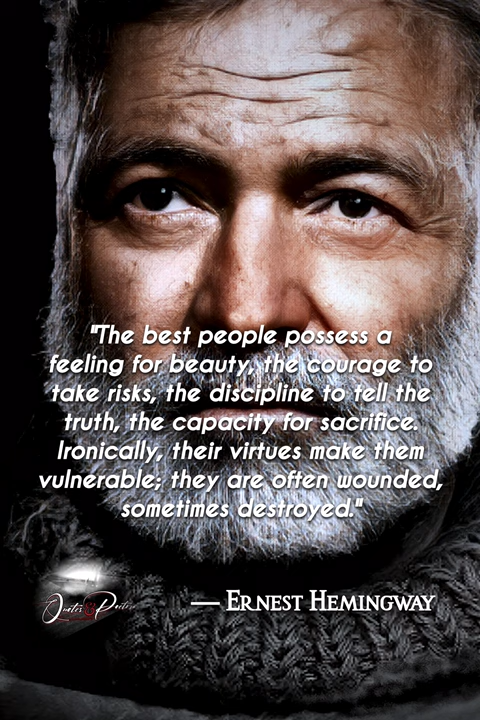 "The best people possess a
feeling for beauty, the courage to
take risks, the discipline to tell the
truth, the capacity for sacrifice.
Ironically, their virtues make them
vulnerable; they are often wounded,
sometimes destroyed."
— Ernest Hemingway
Quotes